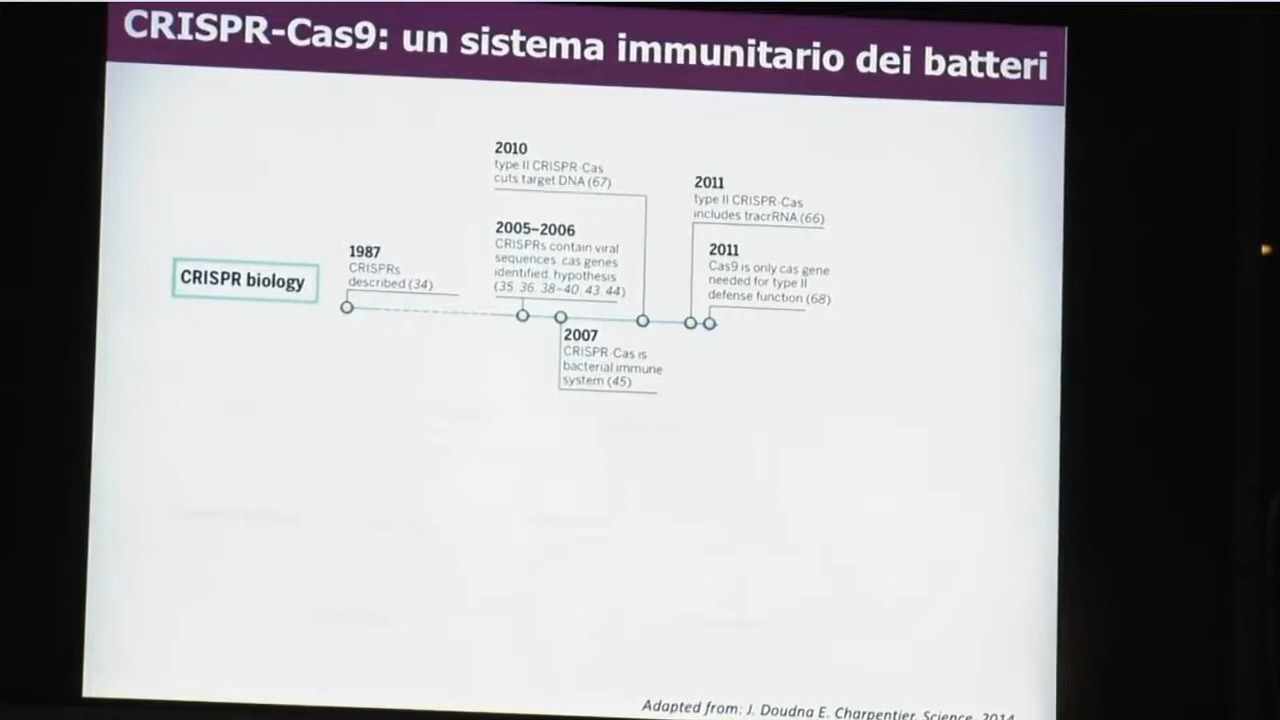 CRISPR-Cas9: un sistema immunitario dei batteri
2010
type II CRISPR-Cas
cuts target DNA (67)
2011
type II CRISPR-Cas
includes tracrRNA (66)
2005–2006
CRISPRs contain viral
sequences, cas genes
identified, hypothesis
(35, 36, 38–40, 43, 44)
2011
Cas9 is only cas gene
needed for type II
defense function (68)
1987
CRISPRs
described (34)
CRISPR biology
2007
CRISPR-Cas is
bacterial immune
system (45)
Adapted from: J. Doudna E. Charpentier, Science, 2014